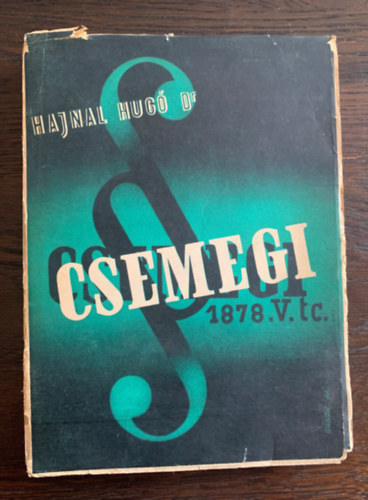 HAJNAL HUGÓ Dr
§
CSEMEGI
1878.V.tc.